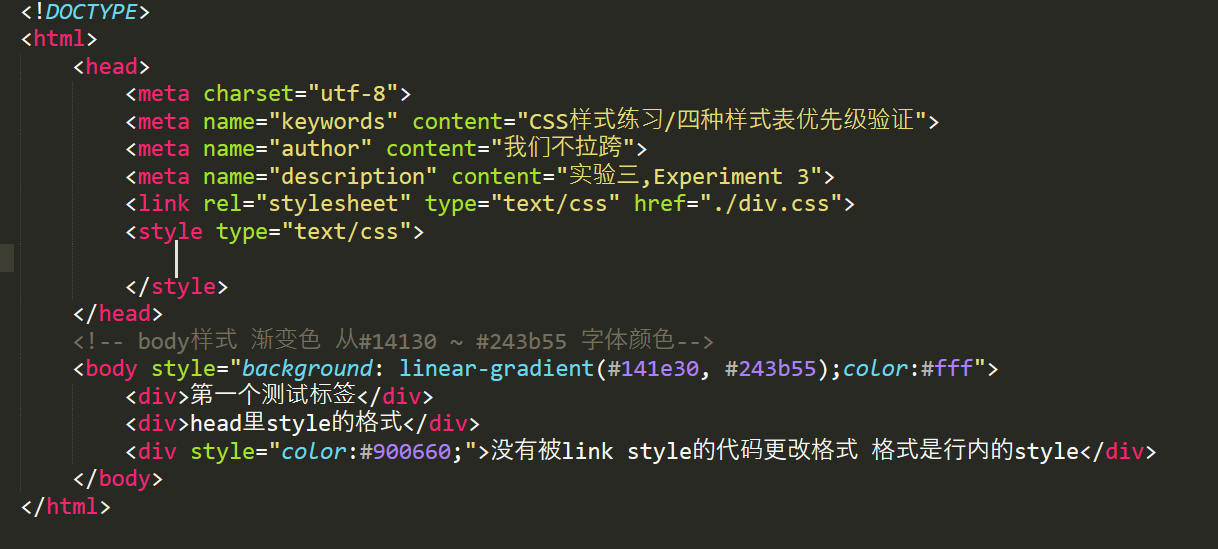 <!DOCTYPE>
<html>
<head>
<meta charset="utf-8">
<meta name="keywords" content="CSS样式练习/四种样式表优先级验证">
<meta name="author" content="我们不拉跨">
<meta name="description" content="实验三,Experiment 3">
<link rel="stylesheet" type="text/css" href="./div.css">
<style type="text/css">
</style>
</head>
<!-- body样式 渐变色 从#14130 ~ #243b55 字体颜色-->
<body style="background: linear-gradient(#141e30, #243b55);color:#fff">
<div>第一个测试标签</div>
<div>head里style的格式</div>
<div style="color:#900660;">没有被link style的代码更改格式 格式是行内的style</div>
</body>
</html>